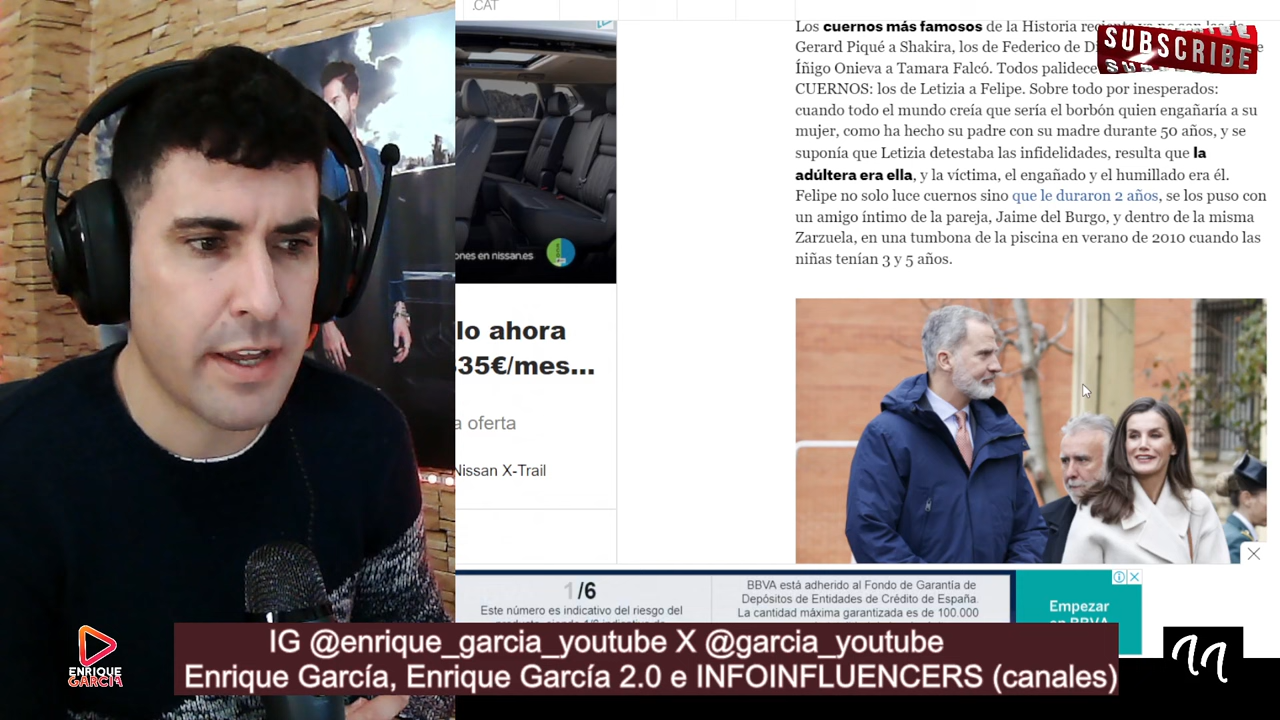 .CAT
Los cuernos más famosos de la Historia reciente ya no son los de
Gerard Piqué a Shakira, los de Federico de
Íñigo Onieva a Tamara Falcó. Todos palidece
CUERNOS: los de Letizia a Felipe. Sobre todo por inesperados:
cuando todo el mundo creía que sería el borbón quien engañaría a su
mujer, como ha hecho su padre con su madre durante 50 años, y se
suponía que Letizia detestaba las infidelidades, resulta que la
adúltera era ella, y la víctima, el engañado y el humillado era él.
Felipe no solo luce cuernos sino que le duraron 2 años, se los puso con
un amigo íntimo de la pareja, Jaime del Burgo, y dentro de la misma
Zarzuela, en una tumbona de la piscina en verano de 2010 cuando las
niñas tenían 3 y 5 años.
SUBSCRIBE
ones en nissan.es
lo ahora
35€/mes...
a oferta
Nissan X-Trail
1/6
Este número es indicativo del riesgo del
BBVA está adherido al Fondo de Garantía de
Depósitos de Entidades de Crédito de España.
La cantidad máxima garantizada es de 100.000
Empezar
en BBVA
IG @enrique_garcia_youtube X @garcia_youtube
Enrique García, Enrique García 2.0 e INFOINFLUENCERS (canales)
ENRIQUE
GARCÍA